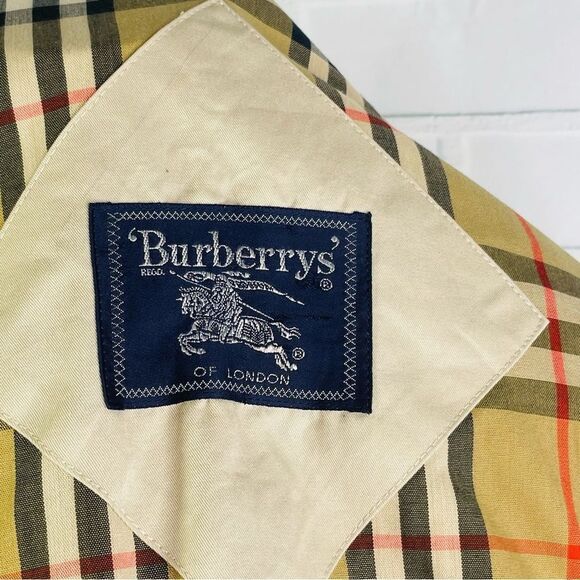 'Burberrys'
REGD. ®
®
OF LONDON